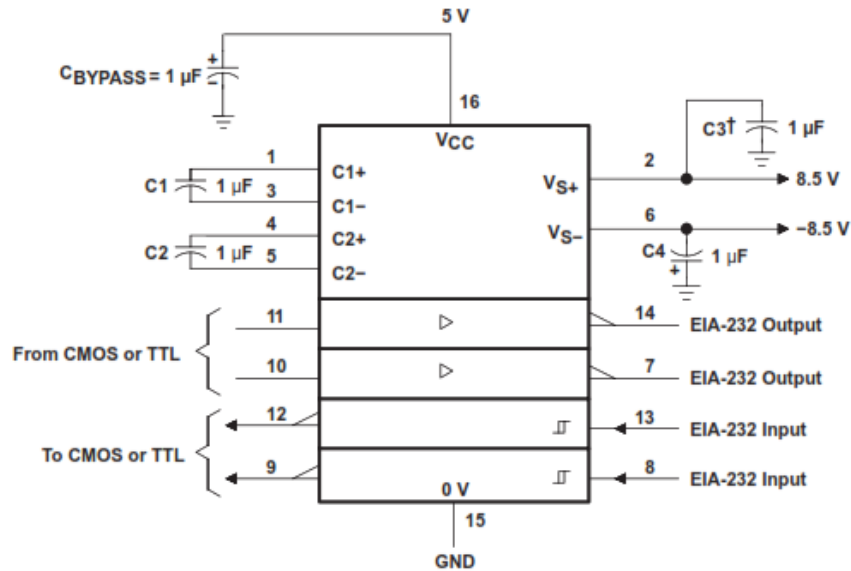 5 V
CBYPASS = 1 µF
+
−
16
VCC
C3† 1 µF
1
C1+
2
VS+
8.5 V
C1 1 µF
3
C1−
4
C2+
6
VS−
−8.5 V
C2 1 µF
5
C2−
C4 1 µF
+
11
14
EIA-232 Output
From CMOS or TTL
10
7
EIA-232 Output
12
13
EIA-232 Input
To CMOS or TTL
9
8
EIA-232 Input
0 V
15
GND